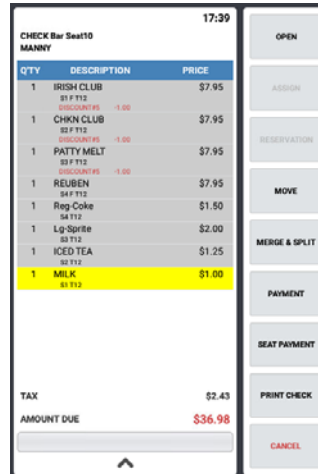 17:39
CHECK Bar Seat10
MANNY
Q'TY DESCRIPTION PRICE
1 IRISH CLUB $7.95
S1 F T12
DISCOUNT#5 -1.00
1 CHKN CLUB $7.95
S2 F T12
DISCOUNT#5 -1.00
1 PATTY MELT $7.95
S3 F T12
DISCOUNT#5 -1.00
1 REUBEN $7.95
S4 F T12
1 Reg-Coke $1.50
S4 T12
1 Lg-Sprite $2.00
S3 T12
1 ICED TEA $1.25
S2 T12
1 MILK $1.00
S1 T12
TAX $2.43
AMOUNT DUE $36.98
OPEN
ASSIGN
RESERVATION
MOVE
MERGE & SPLIT
PAYMENT
SEAT PAYMENT
PRINT CHECK
CANCEL